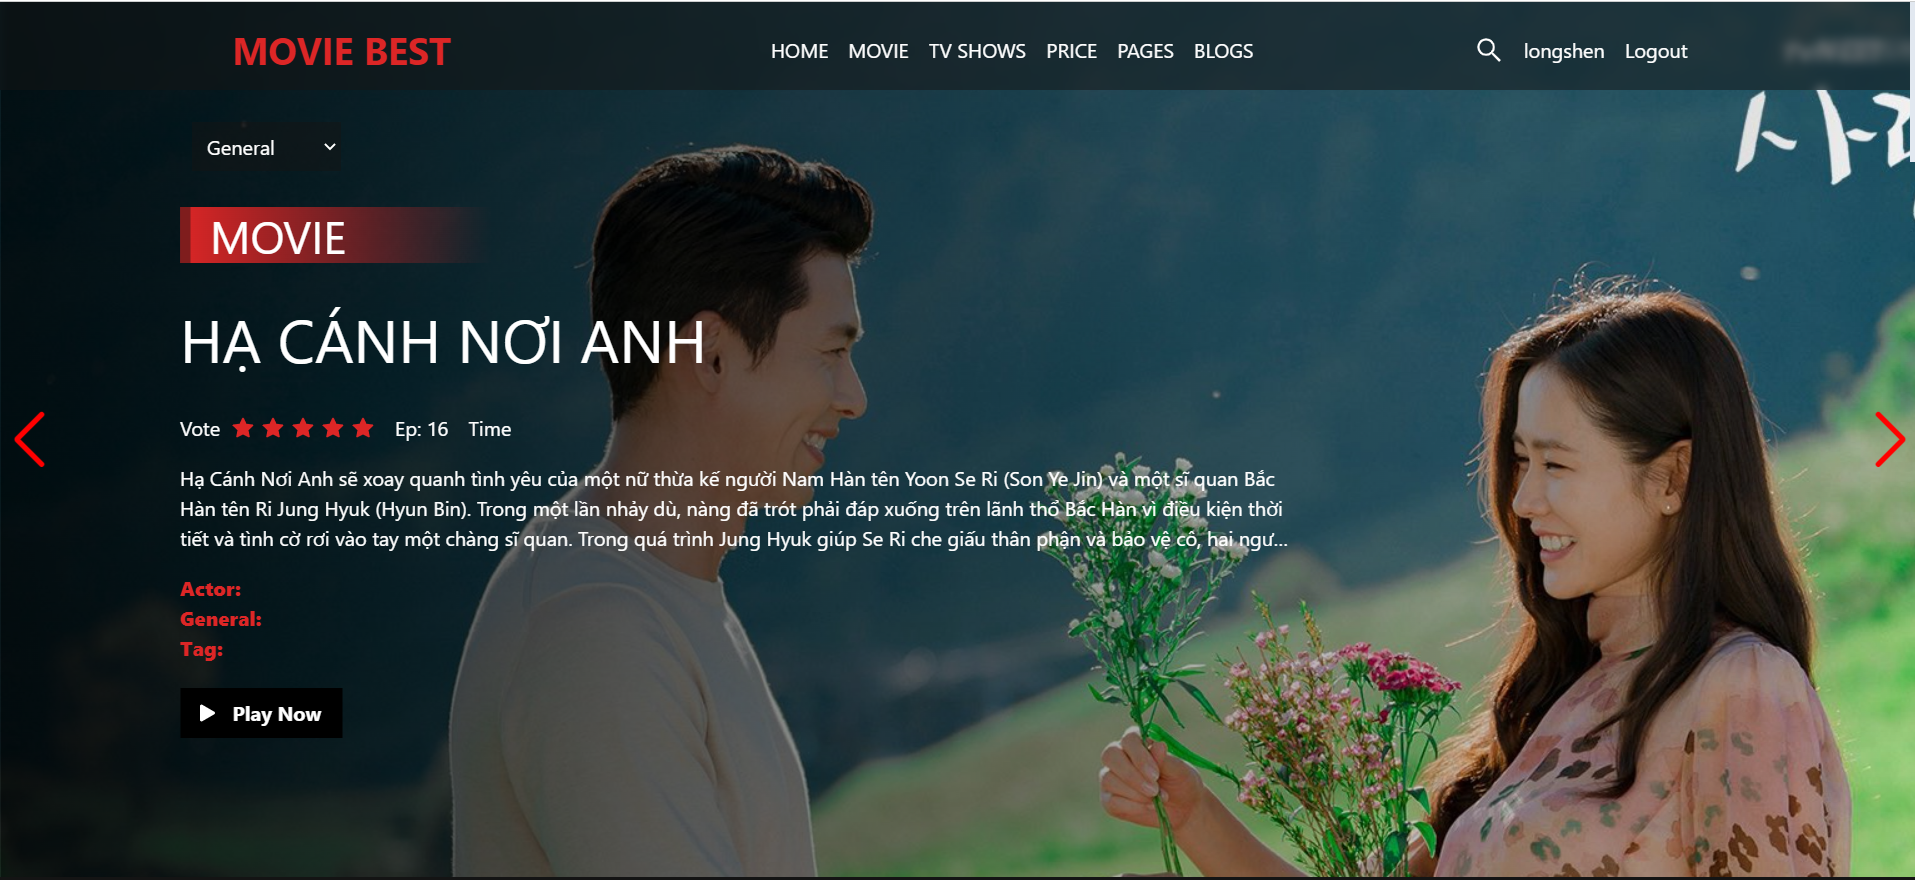 MOVIE BEST
HOME MOVIE TV SHOWS PRICE PAGES BLOGS
longshen Logout
General
MOVIE
HẠ CÁNH NƠI ANH
Vote Ep: 16 Time
Hạ Cánh Nơi Anh sẽ xoay quanh tình yêu của một nữ thừa kế người Nam Hàn tên Yoon Se Ri (Son Ye Jin) và một sĩ quan Bắc
Hàn tên Ri Jung Hyuk (Hyun Bin). Trong một lần nhảy dù, nàng đã trót phải đáp xuống trên lãnh thổ Bắc Hàn vì điều kiện thời
tiết và tình cờ rơi vào tay một chàng sĩ quan. Trong quá trình Jung Hyuk giúp Se Ri che giấu thân phận và bảo vệ cô, hai ngư...
Actor:
General:
Tag:
Play Now